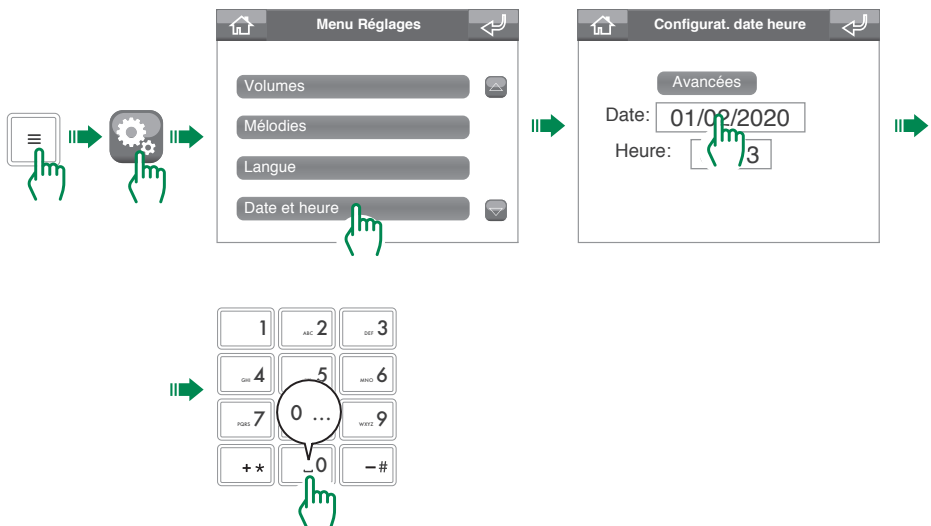 Menu Réglages
Volumes
Mélodies
Langue
Date et heure
Configurat. date heure
Avancées
Date: 01/02/2020
Heure: 3
1 ABC 2 DEF 3
GHI 4 5 MNO 6
PQRS 7 0 ... WXYZ 9
+ * 0 - #